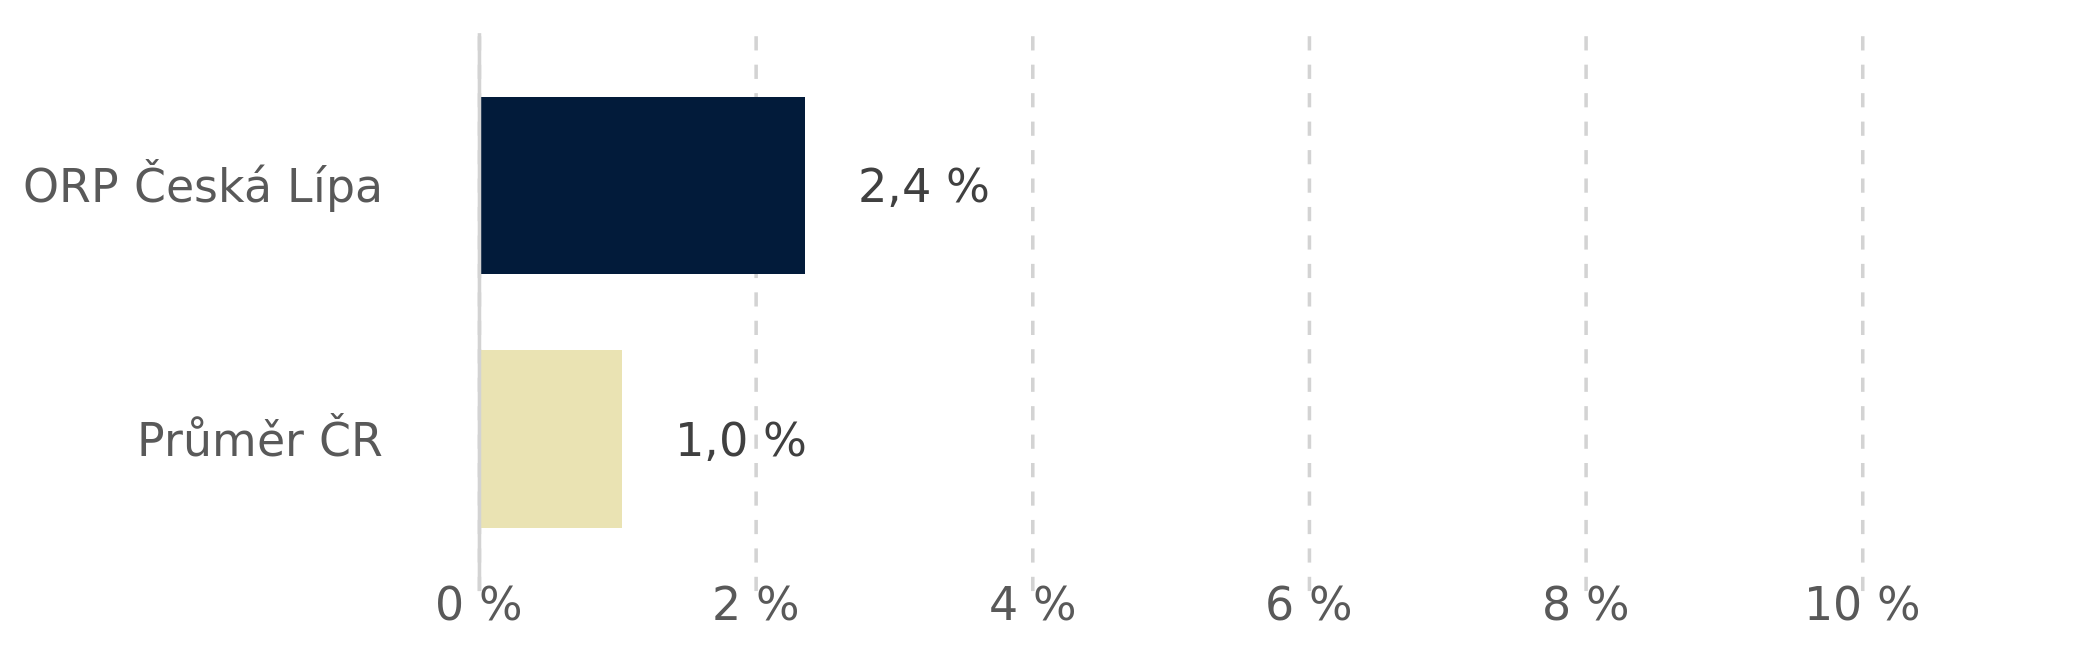 ORP Česká Lípa
2,4 %
Průměr ČR
1,0 %
0 % 2 % 4 % 6 % 8 % 10 %